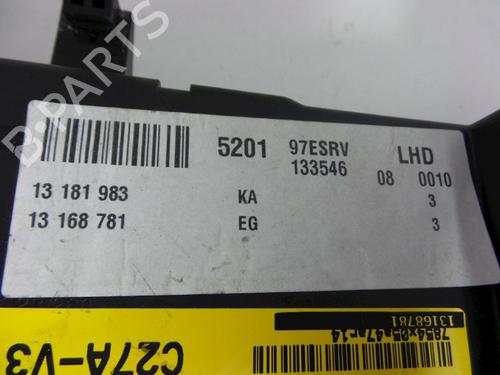 5201 97ESRV LHD
133546 08 0010
13 181 983 KA 3
13 168 781 EG 3
7854x05a47ar14
13168781
C27A-V3
B-PARTS